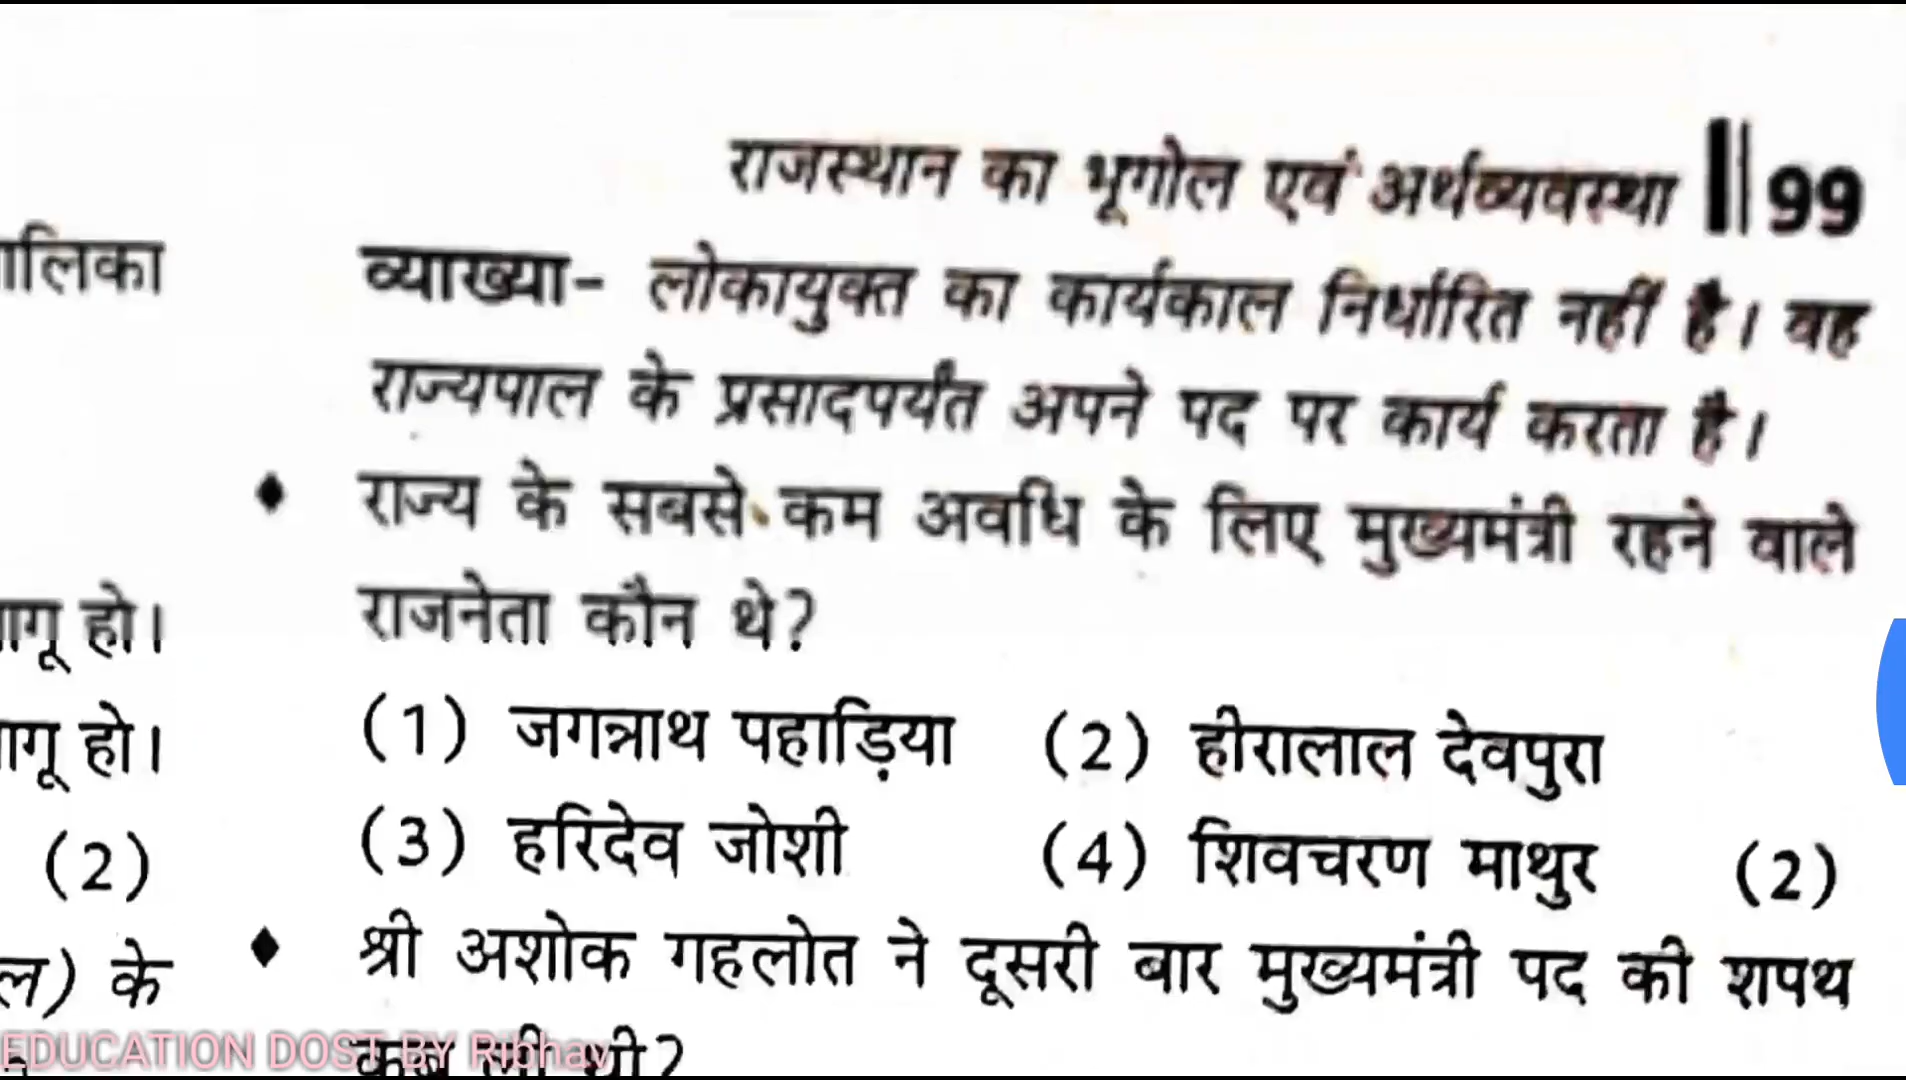 राजस्थान का भूगोल एवं अर्थव्यवस्था || 99
ालिका
ागू हो।
ागू हो।
(2)
ल) के
व्याख्या- लोकायुक्त का कार्यकाल निर्धारित नहीं है। वह
राज्यपाल के प्रसादपर्यंत अपने पद पर कार्य करता है।
♦ राज्य के सबसे कम अवधि के लिए मुख्यमंत्री रहने वाले
राजनेता कौन थे?
(1) जगन्नाथ पहाड़िया (2) हीरालाल देवपुरा
(3) हरिदेव जोशी (4) शिवचरण माथुर (2)
♦ श्री अशोक गहलोत ने दूसरी बार मुख्यमंत्री पद की शपथ
कब ली थी?
EDUCATION DOST BY Ribhav